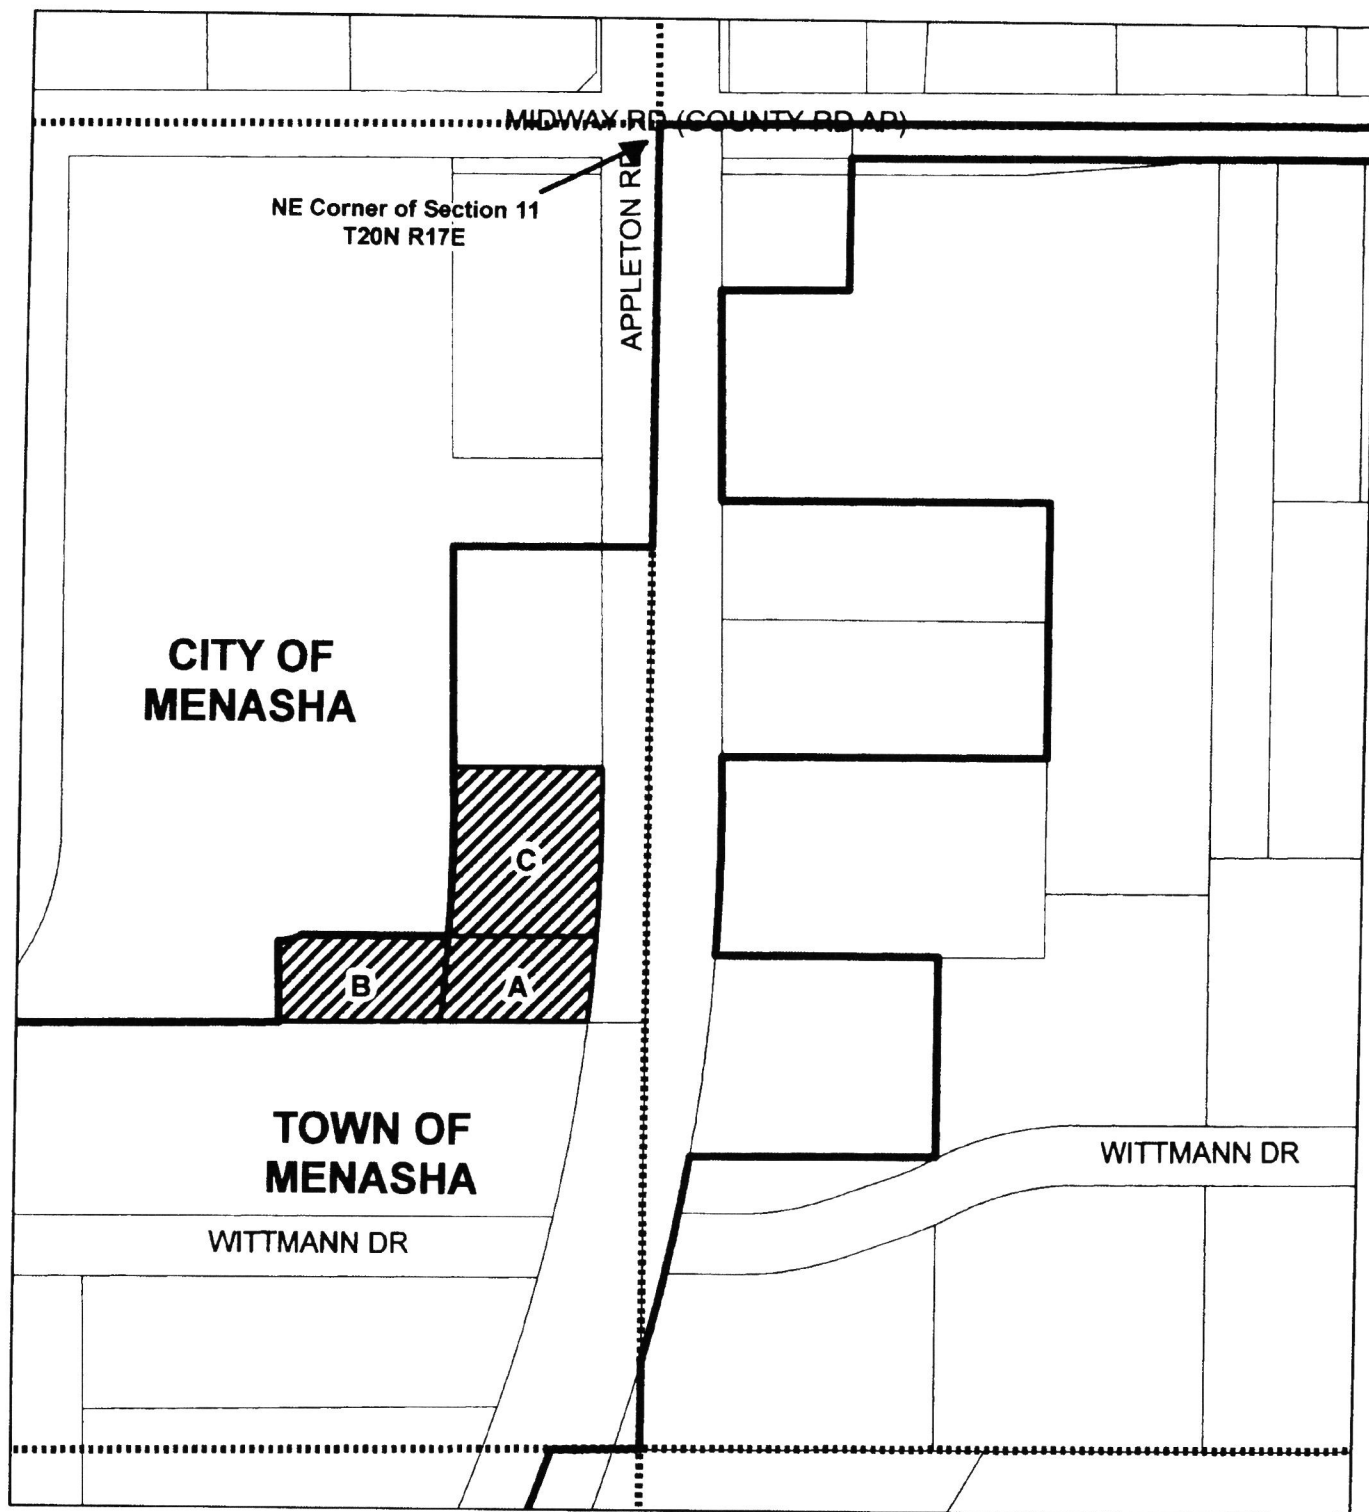 MIDWAY RD (COUNTY RD AP)
NE Corner of Section 11
T20N R17E
APPLETON RD
CITY OF
MENASHA
C
B
A
TOWN OF
MENASHA
WITTMANN DR
WITTMANN DR